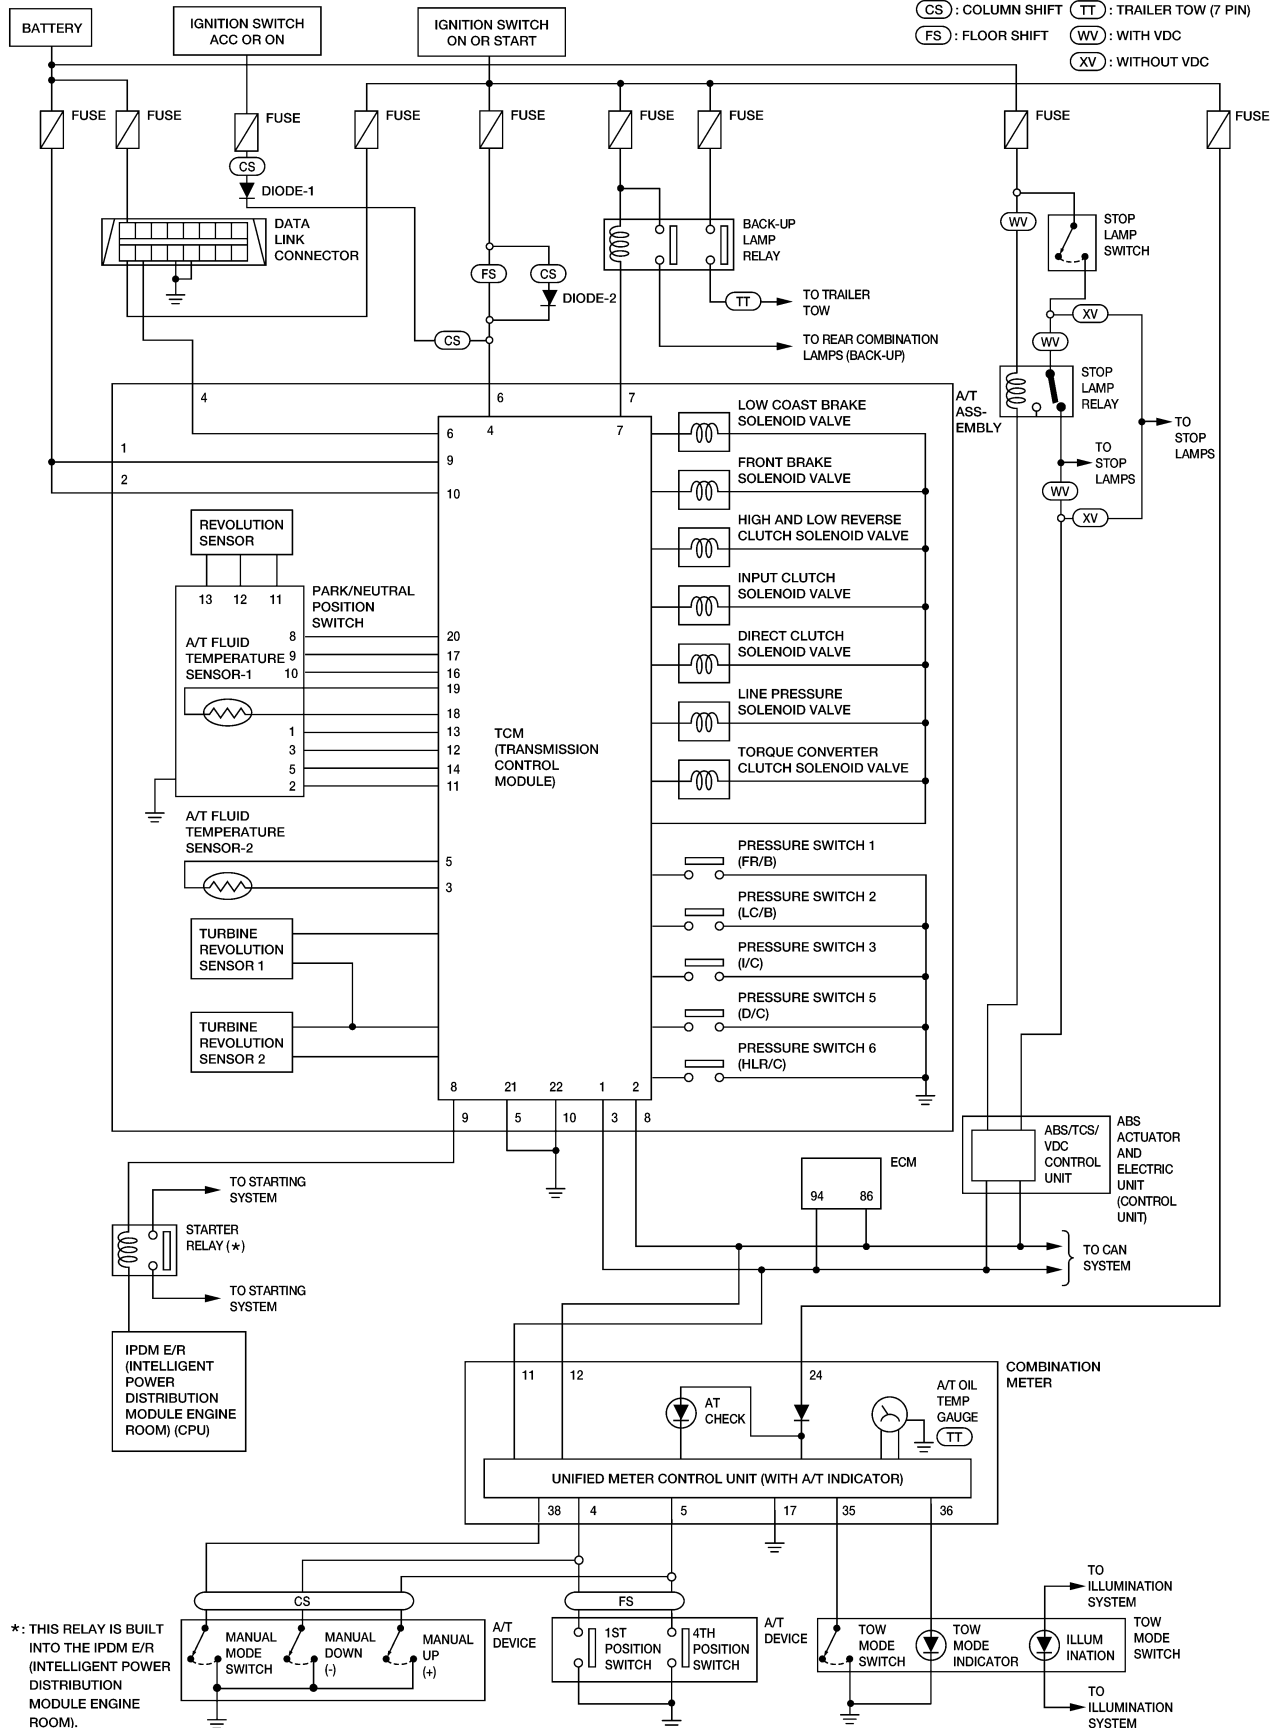 BATTERY
IGNITION SWITCH
ACC OR ON
IGNITION SWITCH
ON OR START
CS : COLUMN SHIFT
TT : TRAILER TOW (7 PIN)
FS : FLOOR SHIFT
WV : WITH VDC
XV : WITHOUT VDC
FUSE
FUSE
FUSE
FUSE
FUSE
FUSE
FUSE
FUSE
FUSE
CS
DIODE-1
DATA
LINK
CONNECTOR
FS
CS
DIODE-2
CS
BACK-UP
LAMP
RELAY
TT
TO TRAILER
TOW
TO REAR COMBINATION
LAMPS (BACK-UP)
WV
STOP
LAMP
SWITCH
XV
WV
STOP
LAMP
RELAY
TO
STOP
LAMPS
TO
STOP
LAMPS
WV
XV
A/T
ASS-
EMBLY
4
6
7
1
2
6
9
10
4
7
LOW COAST BRAKE
SOLENOID VALVE
FRONT BRAKE
SOLENOID VALVE
HIGH AND LOW REVERSE
CLUTCH SOLENOID VALVE
INPUT CLUTCH
SOLENOID VALVE
DIRECT CLUTCH
SOLENOID VALVE
LINE PRESSURE
SOLENOID VALVE
TORQUE CONVERTER
CLUTCH SOLENOID VALVE
REVOLUTION
SENSOR
13 12 11
PARK/NEUTRAL
POSITION
SWITCH
A/T FLUID
TEMPERATURE
SENSOR-1
8
9
10
1
3
5
2
20
17
16
19
18
13
12
14
11
TCM
(TRANSMISSION
CONTROL
MODULE)
A/T FLUID
TEMPERATURE
SENSOR-2
5
3
TURBINE
REVOLUTION
SENSOR 1
TURBINE
REVOLUTION
SENSOR 2
PRESSURE SWITCH 1
(FR/B)
PRESSURE SWITCH 2
(LC/B)
PRESSURE SWITCH 3
(I/C)
PRESSURE SWITCH 5
(D/C)
PRESSURE SWITCH 6
(HLR/C)
8 21 22 1 2
9 5 10 3 8
ABS/TCS/
VDC
CONTROL
UNIT
ABS
ACTUATOR
AND
ELECTRIC
UNIT
(CONTROL
UNIT)
ECM
94 86
TO CAN
SYSTEM
TO STARTING
SYSTEM
STARTER
RELAY (*)
TO STARTING
SYSTEM
IPDM E/R
(INTELLIGENT
POWER
DISTRIBUTION
MODULE ENGINE
ROOM) (CPU)
COMBINATION
METER
11 12 24
AT
CHECK
A/T OIL
TEMP
GAUGE
TT
UNIFIED METER CONTROL UNIT (WITH A/T INDICATOR)
38 4 5 17 35 36
CS
FS
MANUAL
MODE
SWITCH
MANUAL
DOWN
(-)
MANUAL
UP
(+)
A/T
DEVICE
1ST
POSITION
SWITCH
4TH
POSITION
SWITCH
A/T
DEVICE
TOW
MODE
SWITCH
TOW
MODE
INDICATOR
ILLUM
INATION
TO
ILLUMINATION
SYSTEM
TOW
MODE
SWITCH
TO
ILLUMINATION
SYSTEM
*: THIS RELAY IS BUILT
INTO THE IPDM E/R
(INTELLIGENT POWER
DISTRIBUTION
MODULE ENGINE
ROOM).